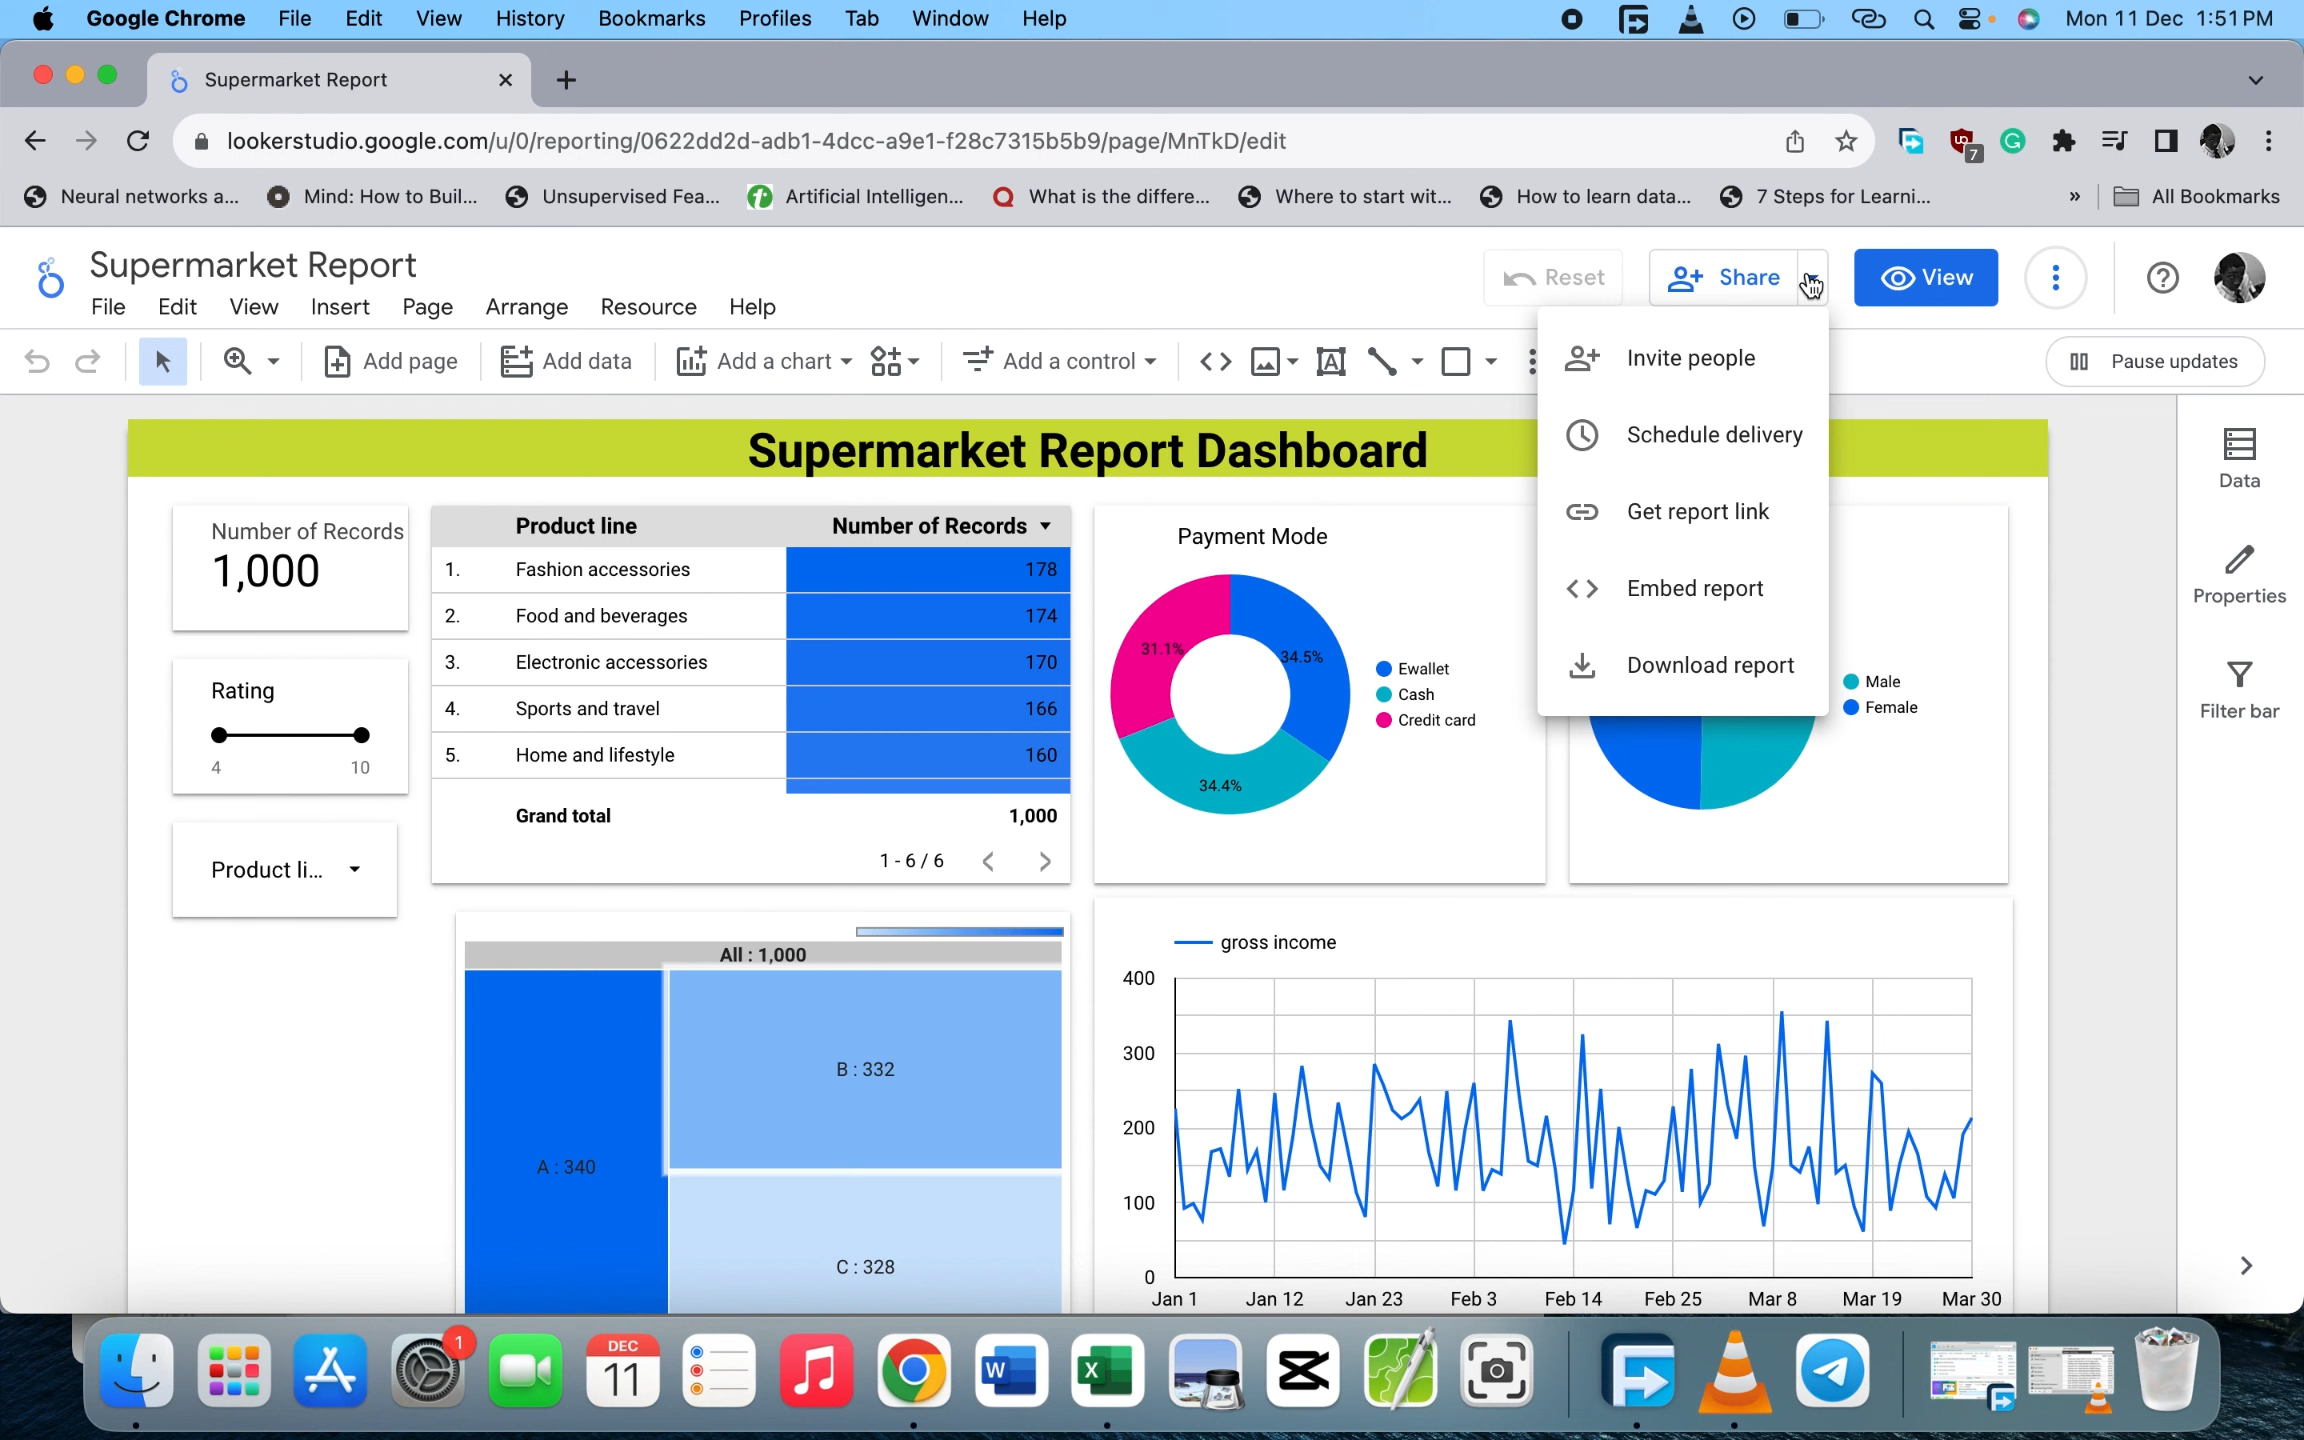 Google Chrome File Edit View History Bookmarks Profiles Tab Window Help Mon 11 Dec 1:51 PM
Supermarket Report
lookerstudio.google.com/u/0/reporting/0622dd2d-adb1-4dcc-a9e1-f28c7315b5b9/page/MnTkD/edit
7
Neural networks a... Mind: How to Buil... Unsupervised Fea... Artificial Intelligen... What is the differe... Where to start wit... How to learn data... 7 Steps for Learni... » All Bookmarks
Supermarket Report
Reset Share View
File Edit View Insert Page Arrange Resource Help
Add page Add data Add a chart Add a control Pause updates
Invite people
Schedule delivery
Get report link
Embed report
Download report
Data
Properties
Filter bar
Supermarket Report Dashboard
Number of Records
1,000
Rating
4 10
Product li...
Product line Number of Records
1. Fashion accessories 178
2. Food and beverages 174
3. Electronic accessories 170
4. Sports and travel 166
5. Home and lifestyle 160
Grand total 1,000
1 - 6 / 6
Payment Mode
31.1%
34.5%
34.4%
Ewallet
Cash
Credit card
Male
Female
All : 1,000
A : 340
B : 332
C : 328
gross income
400
300
200
100
0
Jan 1 Jan 12 Jan 23 Feb 3 Feb 14 Feb 25 Mar 8 Mar 19 Mar 30
1
DEC
11
W
X